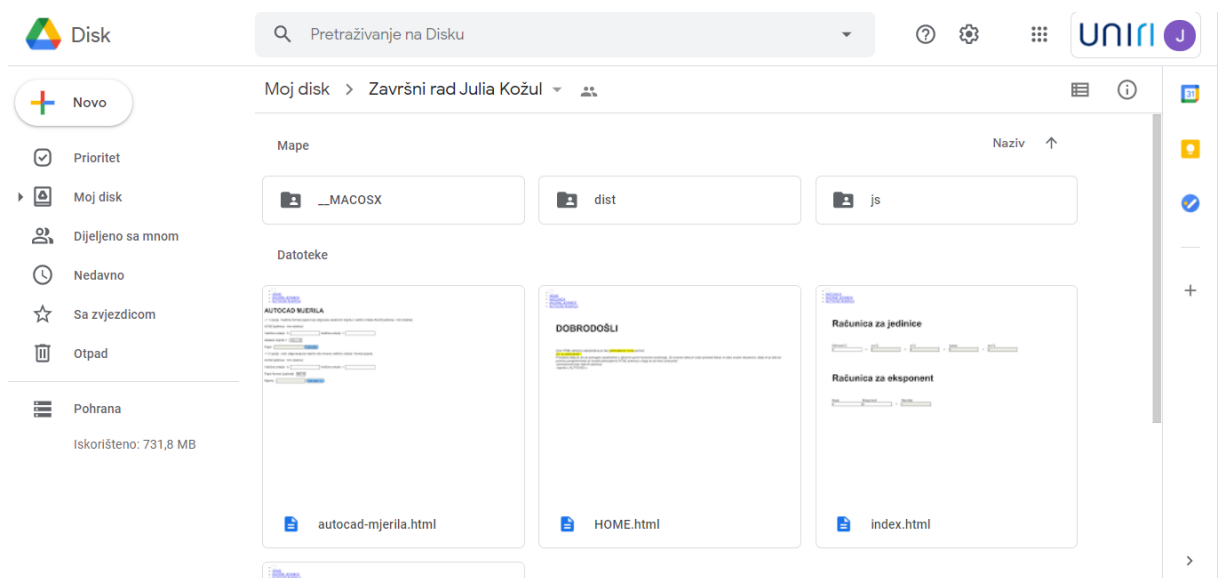 Disk
Pretraživanje na Disku
UNIRI
J
Novo
Prioritet
Moj disk
Dijeljeno sa mnom
Nedavno
Sa zvjezdicom
Otpad
Pohrana
Iskorišteno: 731,8 MB
Moj disk > Završni rad Julia Kožul
Mape
Naziv
__MACOSX
dist
js
Datoteke
AUTOCAD MJERILA
autocad-mjerila.html
DOBRODOŠLI
HOME.html
Računica za jedinice
Računica za eksponent
index.html
31